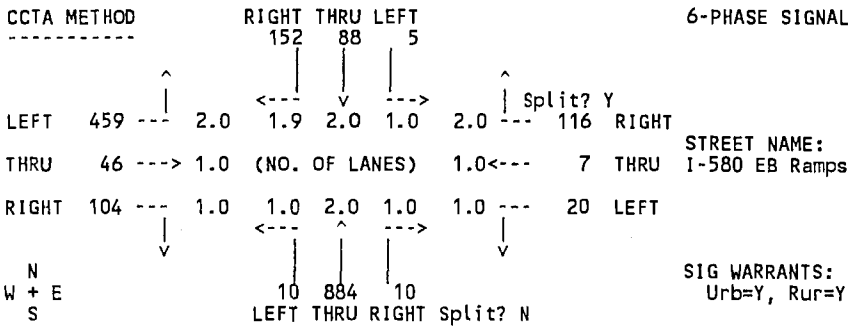 CCTA METHOD RIGHT THRU LEFT 6-PHASE SIGNAL
----------- 152 88 5
^ ^
<--- v ---> Split? Y
LEFT 459 --- 2.0 1.9 2.0 1.0 2.0 --- 116 RIGHT
STREET NAME:
THRU 46 ---> 1.0 (NO. OF LANES) 1.0<--- 7 THRU I-580 EB Ramps
RIGHT 104 --- 1.0 1.0 2.0 1.0 1.0 --- 20 LEFT
<--- ^ --->
v v
N SIG WARRANTS:
W + E 10 884 10 Urb=Y, Rur=Y
S LEFT THRU RIGHT Split? N